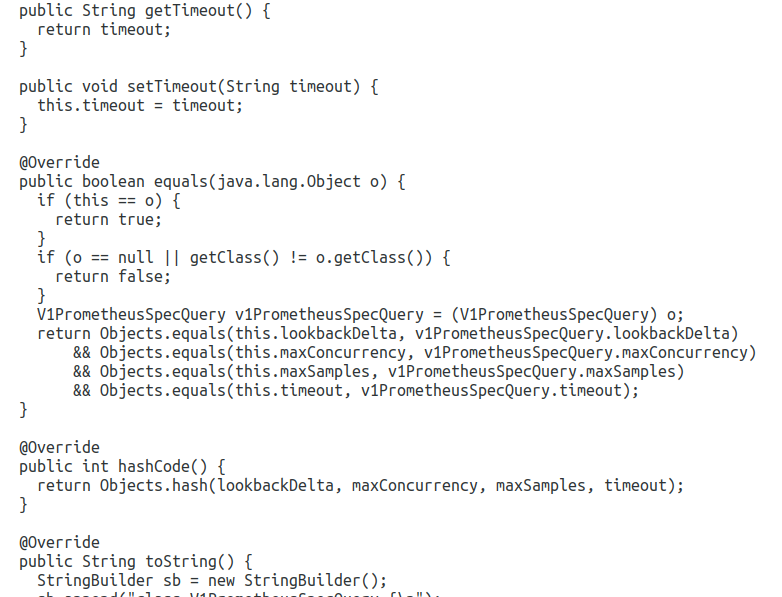 public String getTimeout() {
return timeout;
}
public void setTimeout(String timeout) {
this.timeout = timeout;
}
@Override
public boolean equals(java.lang.Object o) {
if (this == o) {
return true;
}
if (o == null || getClass() != o.getClass()) {
return false;
}
V1PrometheusSpecQuery v1PrometheusSpecQuery = (V1PrometheusSpecQuery) o;
return Objects.equals(this.lookbackDelta, v1PrometheusSpecQuery.lookbackDelta)
&& Objects.equals(this.maxConcurrency, v1PrometheusSpecQuery.maxConcurrency)
&& Objects.equals(this.maxSamples, v1PrometheusSpecQuery.maxSamples)
&& Objects.equals(this.timeout, v1PrometheusSpecQuery.timeout);
}
@Override
public int hashCode() {
return Objects.hash(lookbackDelta, maxConcurrency, maxSamples, timeout);
}
@Override
public String toString() {
StringBuilder sb = new StringBuilder();
sb.append("class V1PrometheusSpecQuery {\n");